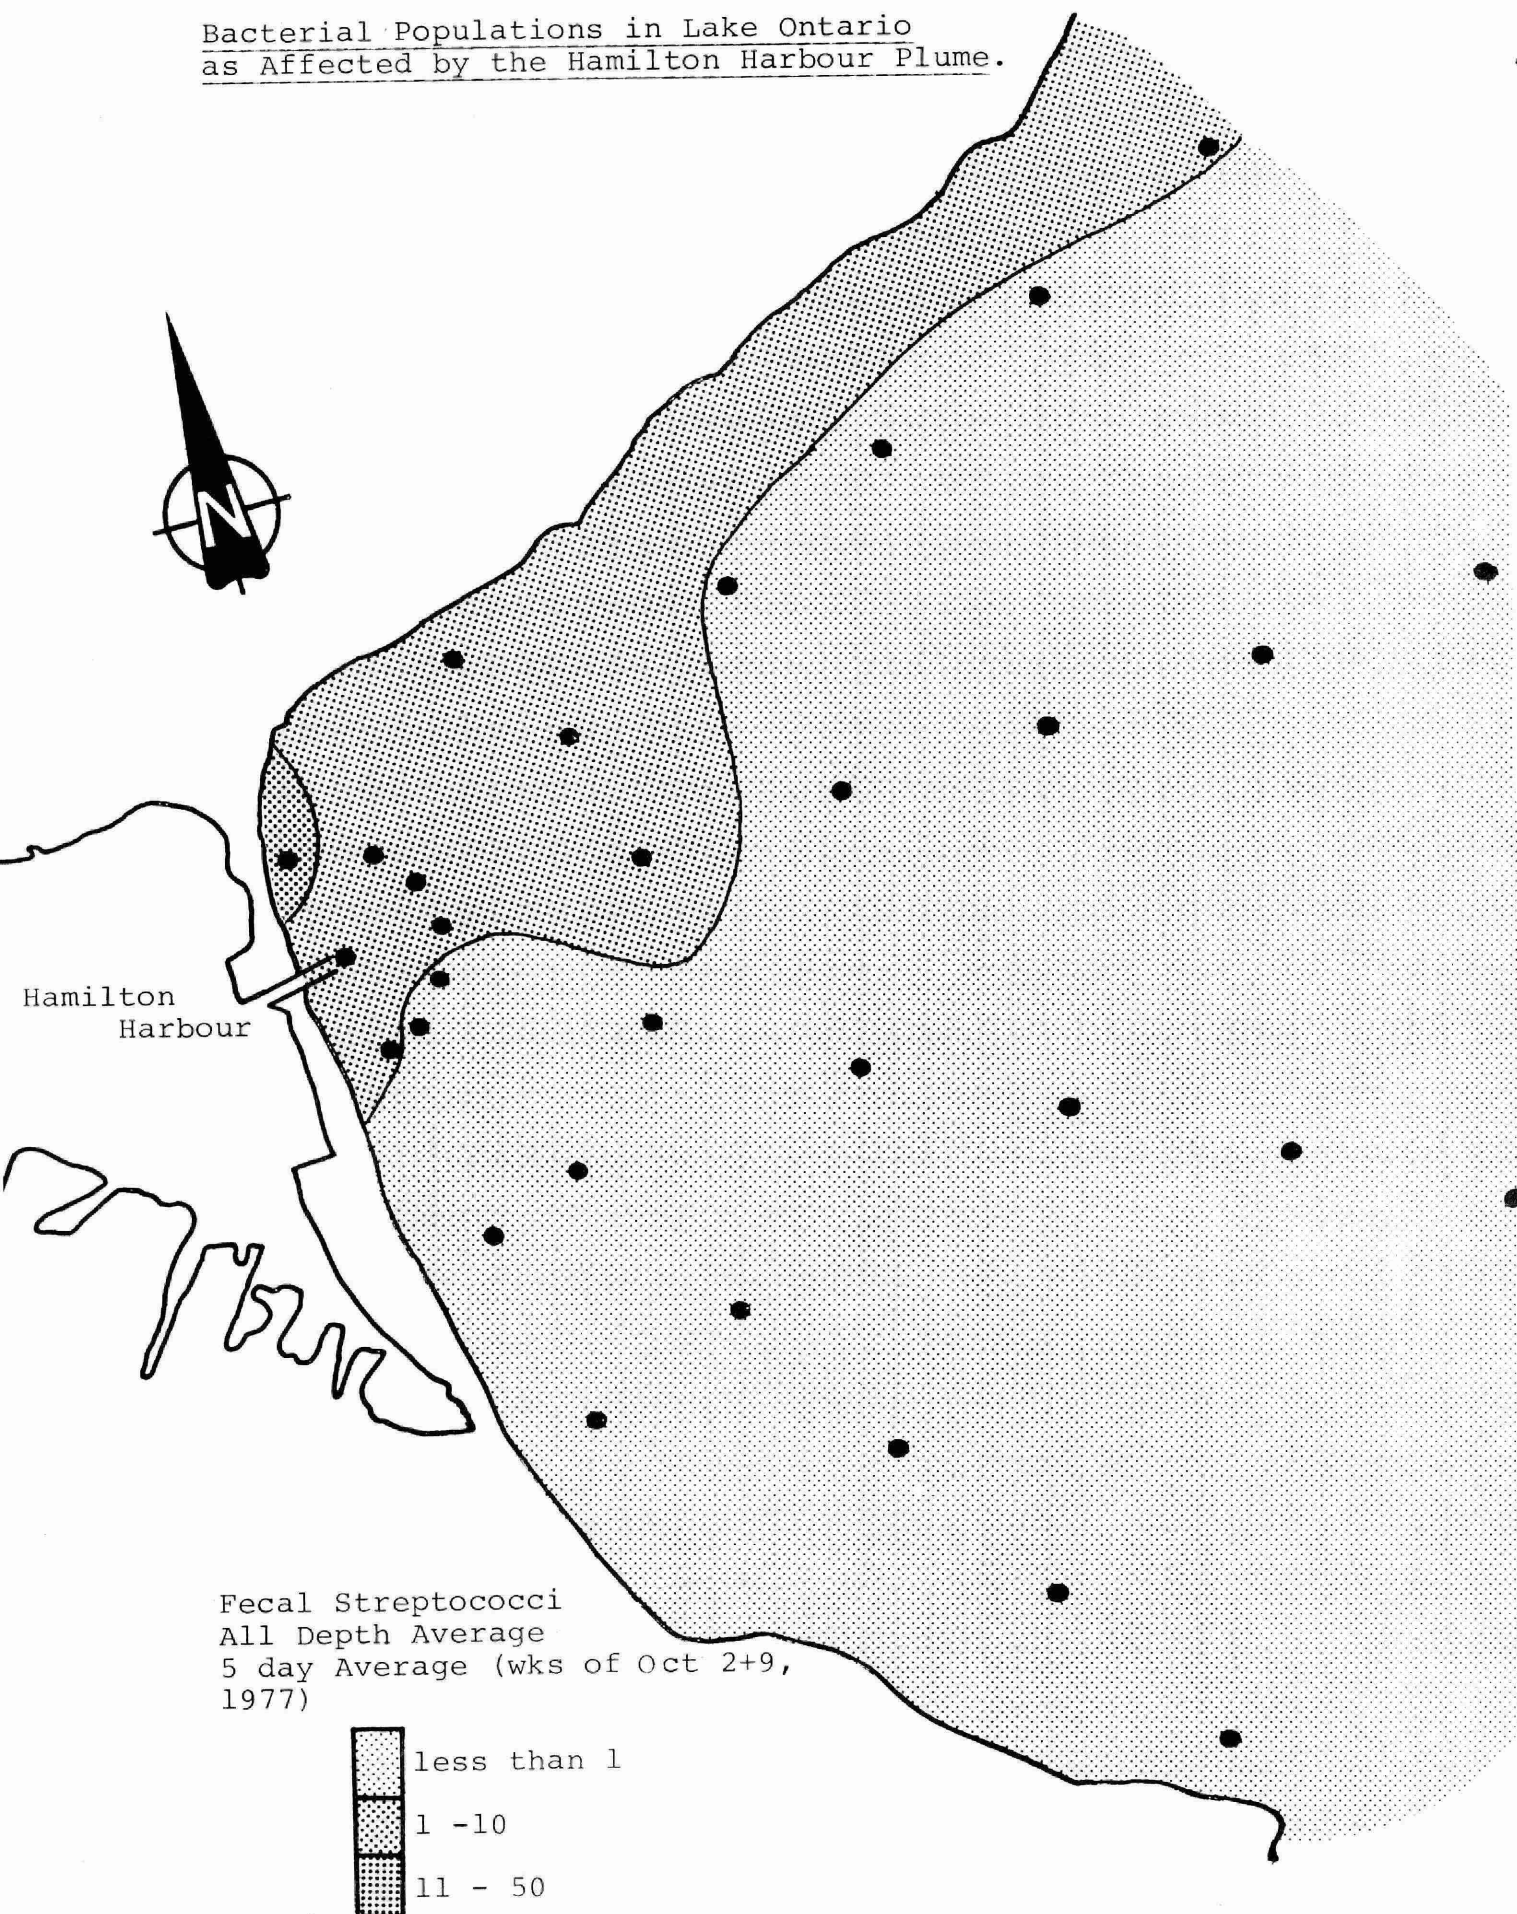 Bacterial Populations in Lake Ontario
as Affected by the Hamilton Harbour Plume.
N
Hamilton
Harbour
Fecal Streptococci
All Depth Average
5 day Average (wks of Oct 2+9,
1977)
less than 1
1 -10
11 - 50